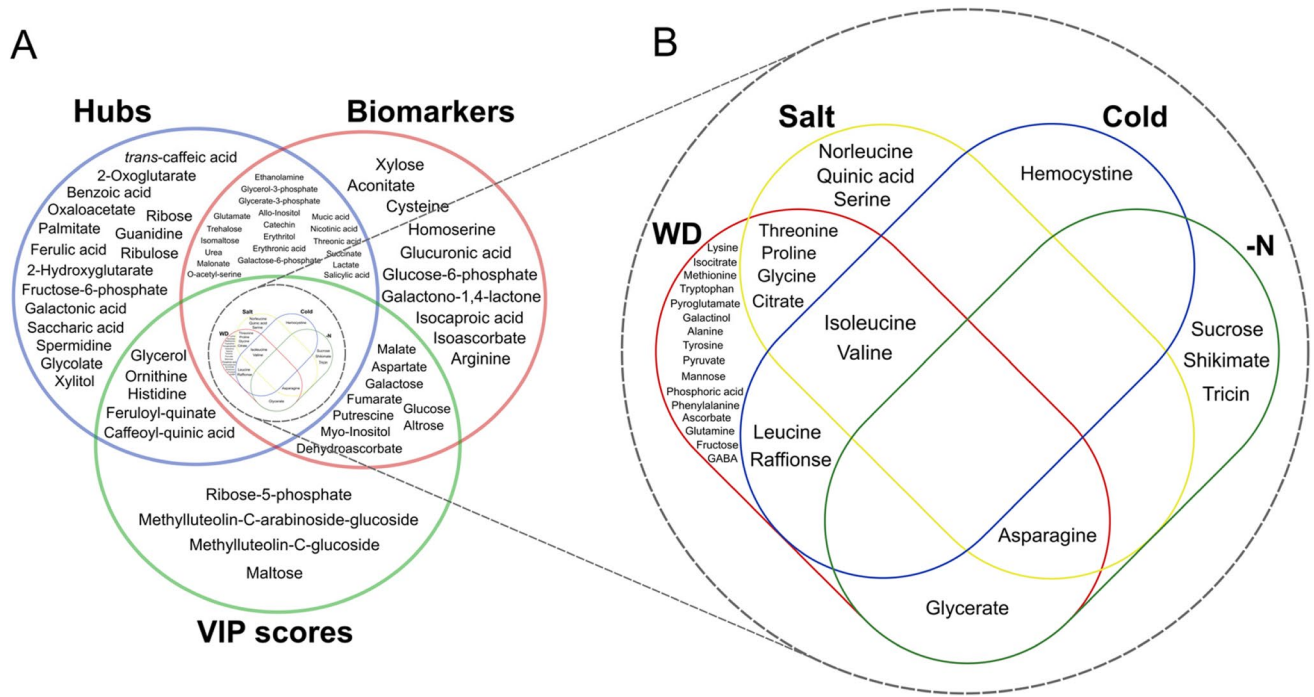 A
Hubs
Biomarkers
trans-caffeic acid
2-Oxoglutarate
Benzoic acid
Oxaloacetate
Ribose
Palmitate
Guanidine
Ferulic acid
Ribulose
2-Hydroxyglutarate
Fructose-6-phosphate
Galactonic acid
Saccharic acid
Spermidine
Glycolate
Xylitol
Ethanolamine
Glycerol-3-phosphate
Glycerate-3-phosphate
Glutamate
Allo-Inositol
Mucic acid
Trehalose
Catechin
Nicotinic acid
Isomaltose
Erythritol
Threonic acid
Urea
Erythronic acid
Succinate
Malonate
Galactose-6-phosphate
Lactate
O-acetyl-serine
Salicylic acid
Xylose
Aconitate
Cysteine
Homoserine
Glucuronic acid
Glucose-6-phosphate
Galactono-1,4-lactone
Isocaproic acid
Isoascorbate
Arginine
Glycerol
Ornithine
Histidine
Feruloyl-quinate
Caffeoyl-quinic acid
Salt
Cold
WD
-N
Malate
Aspartate
Galactose
Fumarate
Glucose
Putrescine
Altrose
Myo-Inositol
Dehydroascorbate
Ribose-5-phosphate
Methylluteolin-C-arabinoside-glucoside
Methylluteolin-C-glucoside
Maltose
VIP scores
B
Salt
Cold
WD
-N
Norleucine
Quinic acid
Serine
Hemocystine
Threonine
Proline
Glycine
Citrate
Lysine
Isocitrate
Methionine
Tryptophan
Pyroglutamate
Galactinol
Alanine
Tyrosine
Pyruvate
Mannose
Phosphoric acid
Phenylalanine
Ascorbate
Glutamine
Fructose
GABA
Isoleucine
Valine
Sucrose
Shikimate
Tricin
Leucine
Raffionse
Asparagine
Glycerate